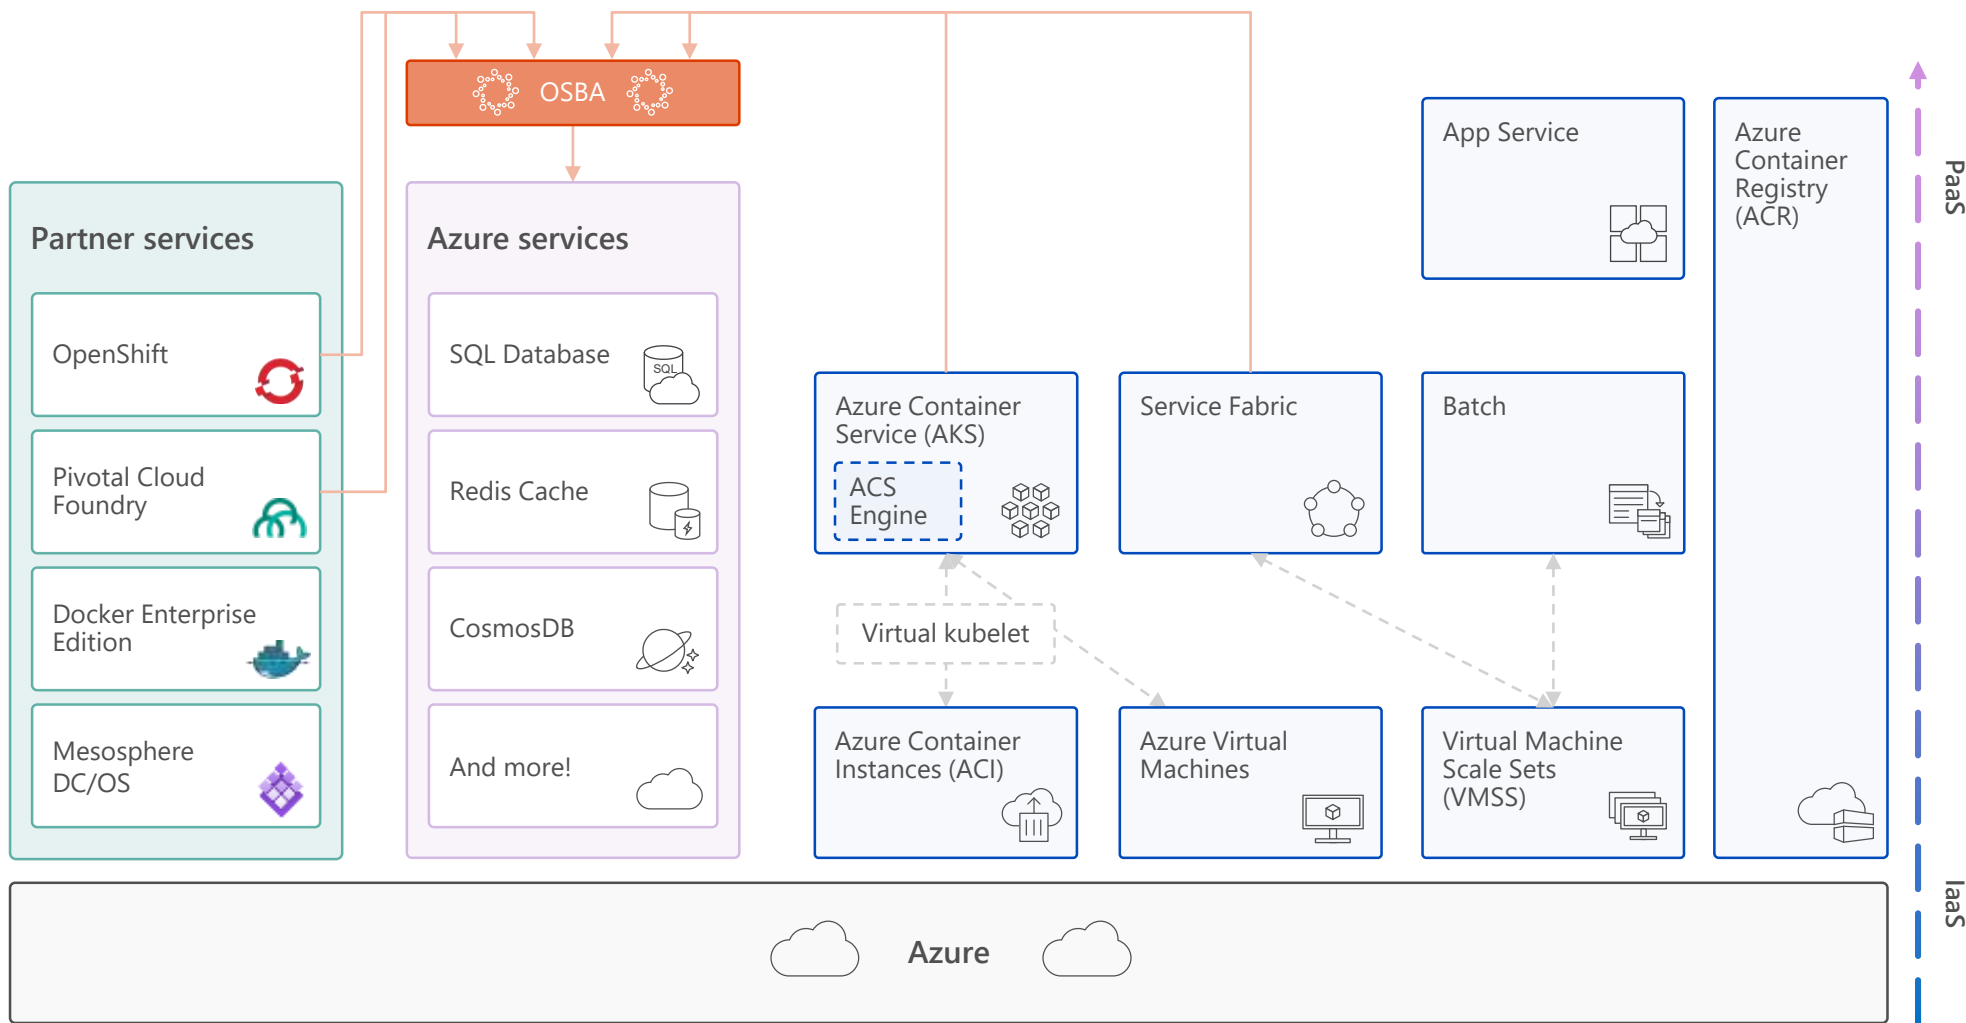 OSBA
Partner services
OpenShift
Pivotal Cloud
Foundry
Docker Enterprise
Edition
Mesosphere
DC/OS
Azure services
SQL Database
SQL
Redis Cache
CosmosDB
And more!
App Service
Azure
Container
Registry
(ACR)
Azure Container
Service (AKS)
ACS
Engine
Service Fabric
Batch
Virtual kubelet
Azure Container
Instances (ACI)
Azure Virtual
Machines
Virtual Machine
Scale Sets
(VMSS)
PaaS
IaaS
Azure